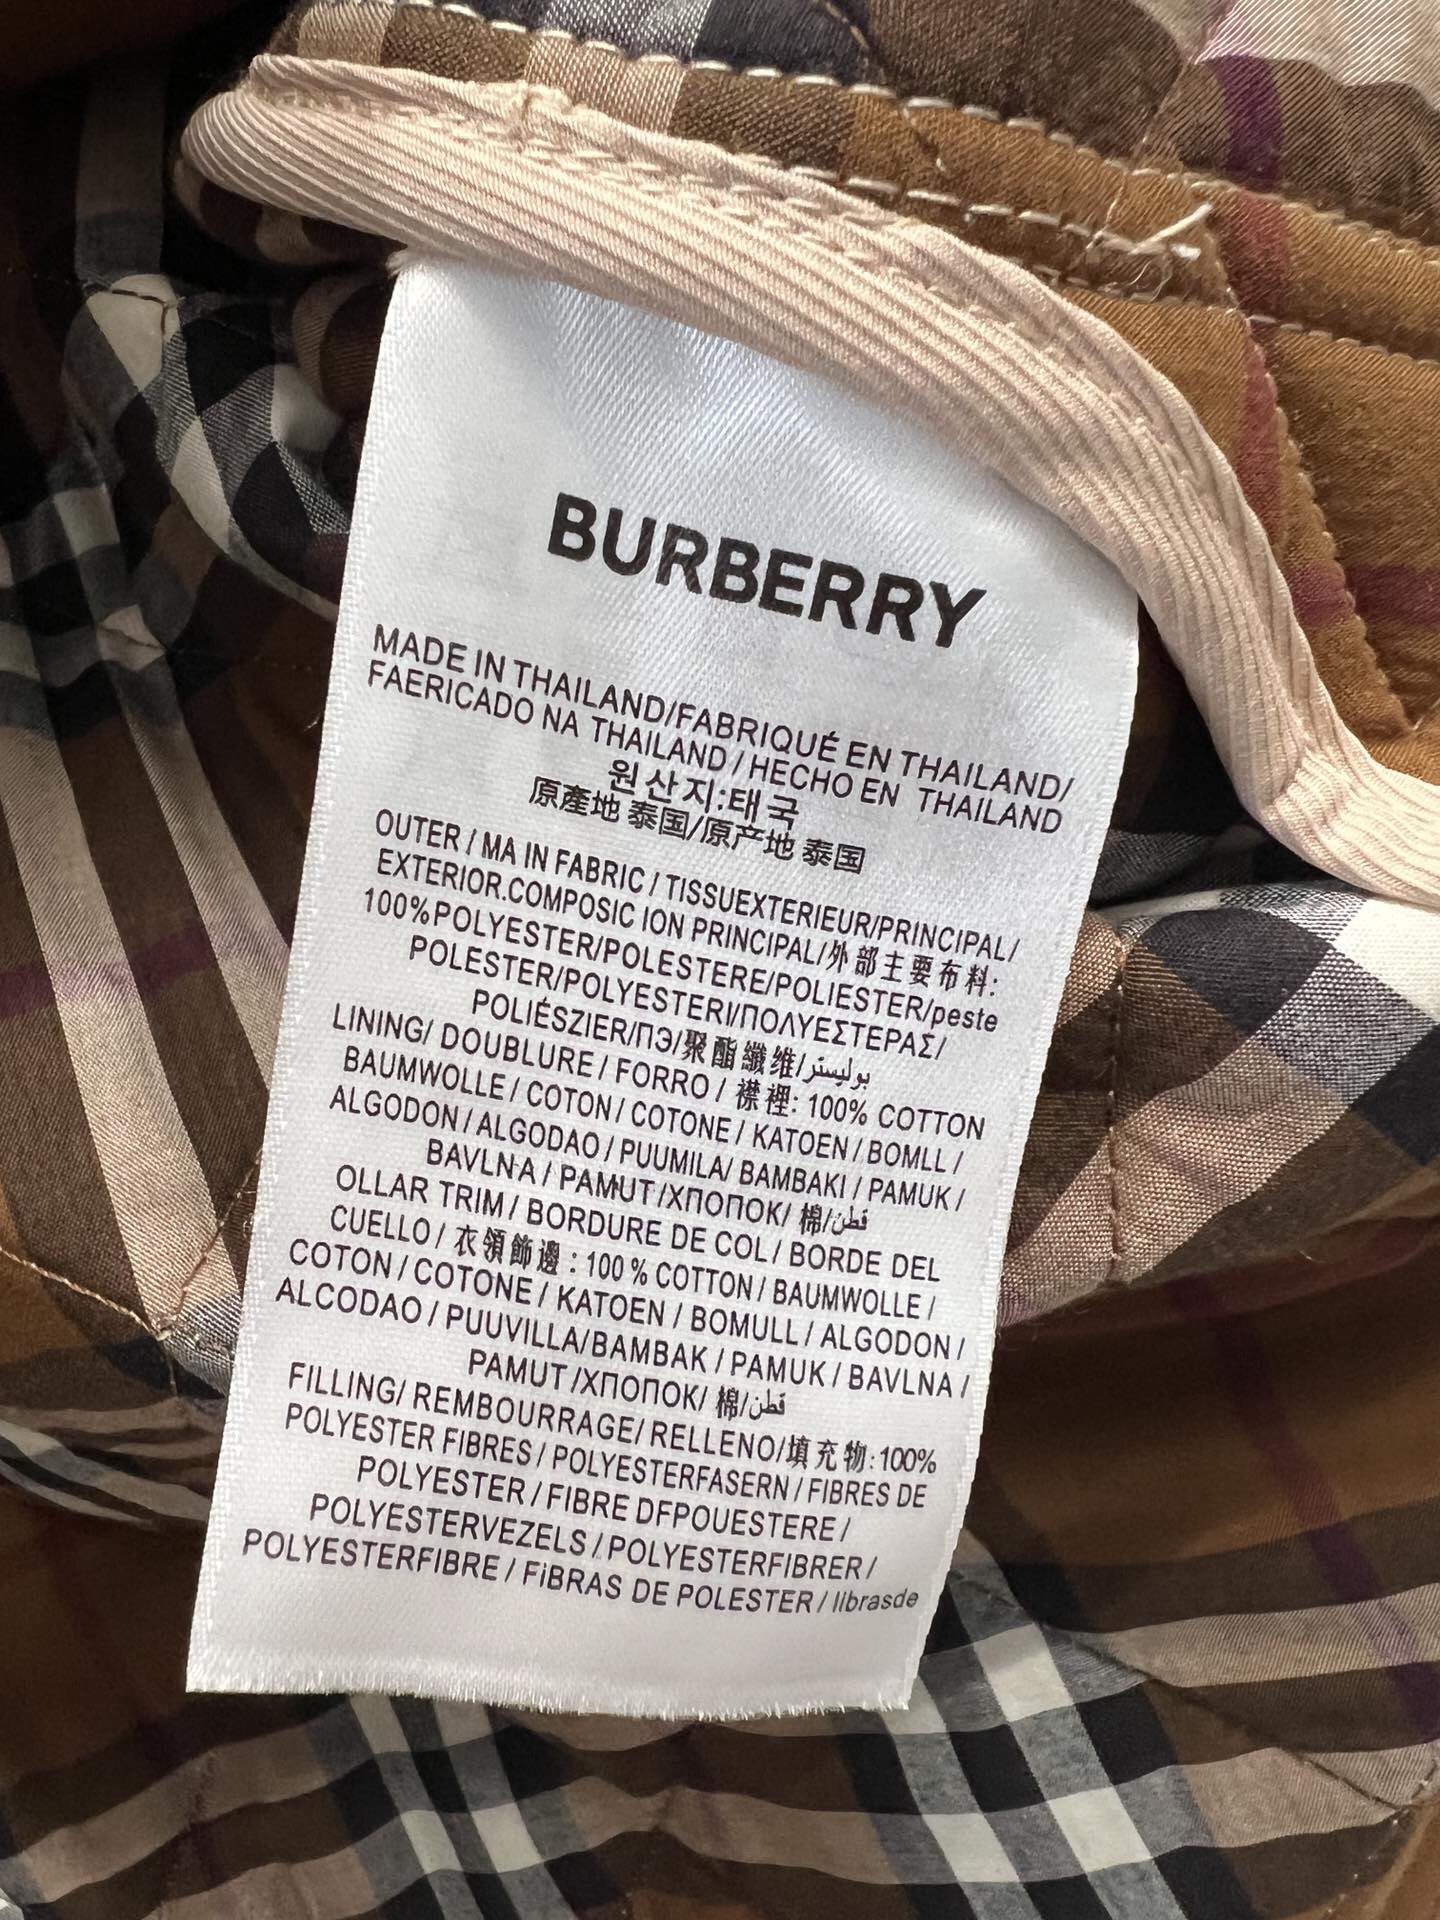 BURBERRY
MADE IN THAILAND/FABRIQUÉ EN THAILAND/
FAERICADO NA THAILAND/HECHO EN THAILAND
원산지:태국
原產地 泰国/原产地 泰国
OUTER / MA IN FABRIC / TISSUEXTERIEUR/PRINCIPAL/
EXTERIOR.COMPOSIC ION PRINCIPAL/外部主要布料:
100%POLYESTER/POLESTERE/POLIESTER/peste
POLESTER/POLYESTERI/ΠΟΛΥΕΣΤΕΡΑΣ/
POLIÉSZIER/ПЭ/聚酯纖维/بوليستر
LINING/ DOUBLURE / FORRO / 襟裡: 100% COTTON
BAUMWOLLE / COTON / COTONE / KATOEN / BOMLL /
ALGODON / ALGODAO / PUUMILA/ BAMBAKI / PAMUK /
BAVLNA / PAMUT /ХПОПОК/ 棉/قطن
OLLAR TRIM / BORDURE DE COL / BORDE DEL
CUELLO / 衣領飾邊 : 100 % COTTON / BAUMWOLLE /
COTON / COTONE / KATOEN / BOMULL / ALGODON /
ALCODAO / PUUVILLA/BAMBAK / PAMUK / BAVLNA /
PAMUT /ХПОПОК/ 棉/قطن
FILLING/ REMBOURRAGE/ RELLENO/填充物:100%
POLYESTER FIBRES / POLYESTERFASERN / FIBRES DE
POLYESTER / FIBRE DFPOUESTERE /
POLYESTERVEZELS / POLYESTERFIBRER /
POLYESTERFIBRE / FiBRAS DE POLESTER / librasde